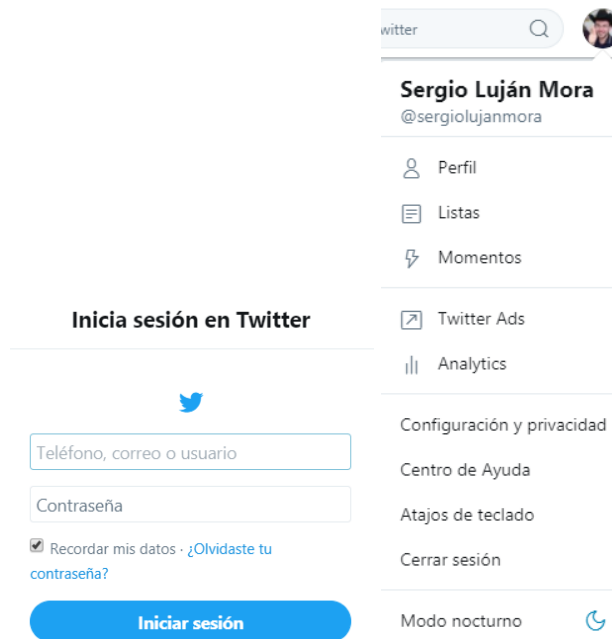 Inicia sesión en Twitter
Teléfono, correo o usuario
Contraseña
Recordar mis datos · ¿Olvidaste tu
contraseña?
Iniciar sesión
witter
Sergio Luján Mora
@sergiolujanmora
Perfil
Listas
Momentos
Twitter Ads
Analytics
Configuración y privacidad
Centro de Ayuda
Atajos de teclado
Cerrar sesión
Modo nocturno